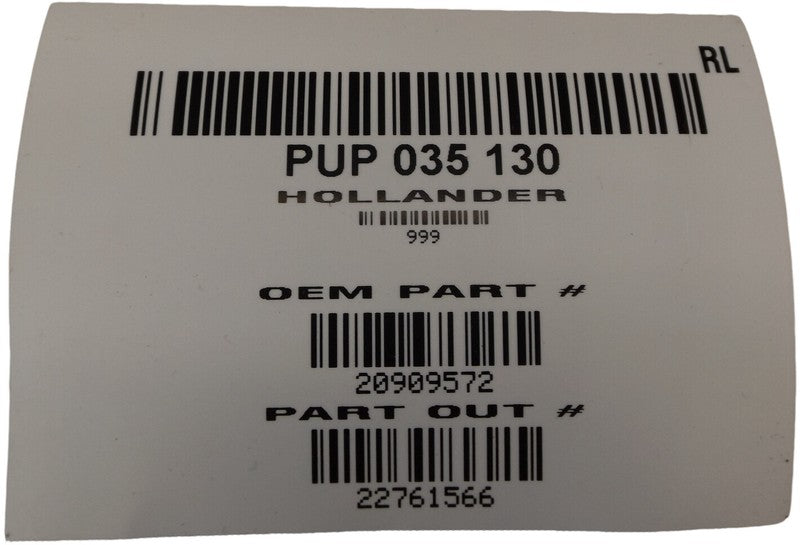 RL
PUP 035 130
HOLLANDER
999
OEM PART #
20909572
PART OUT #
22761566